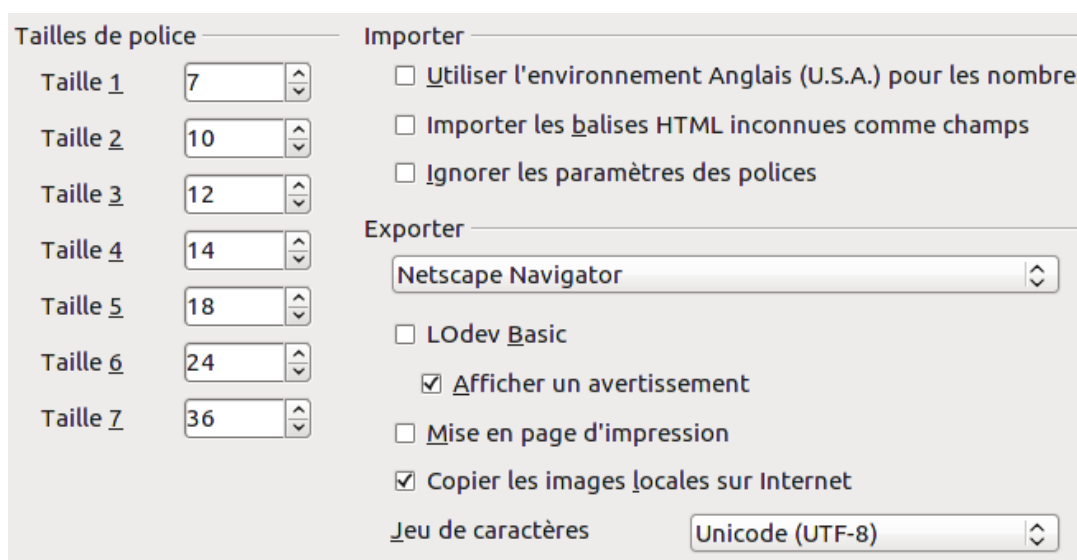 Tailles de police
Taille 1 7
Taille 2 10
Taille 3 12
Taille 4 14
Taille 5 18
Taille 6 24
Taille 7 36
Importer
Utiliser l'environnement Anglais (U.S.A.) pour les nombre
Importer les balises HTML inconnues comme champs
Ignorer les paramètres des polices
Exporter
Netscape Navigator
LOdev Basic
Afficher un avertissement
Mise en page d'impression
Copier les images locales sur Internet
Jeu de caractères Unicode (UTF-8)